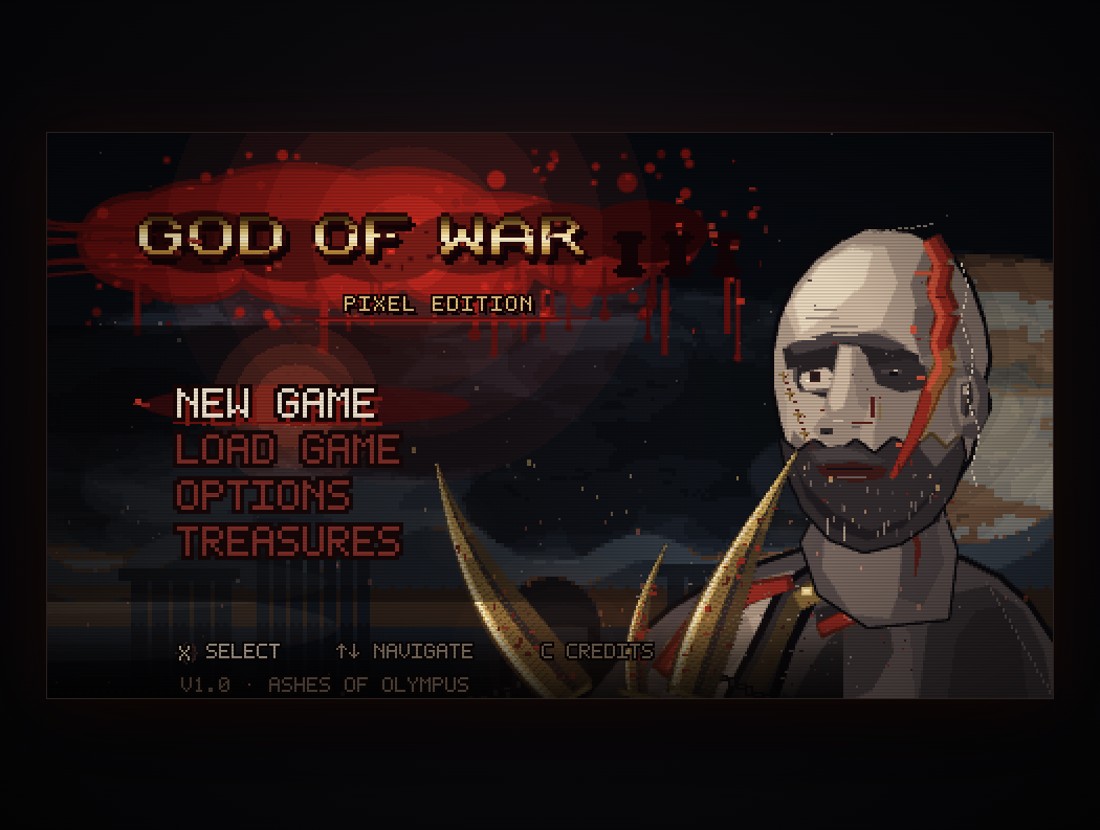 GOD OF WAR III
PIXEL EDITION
NEW GAME
LOAD GAME
OPTIONS
TREASURES
X SELECT ↑↓ NAVIGATE C CREDITS
V1.0 · ASHES OF OLYMPUS